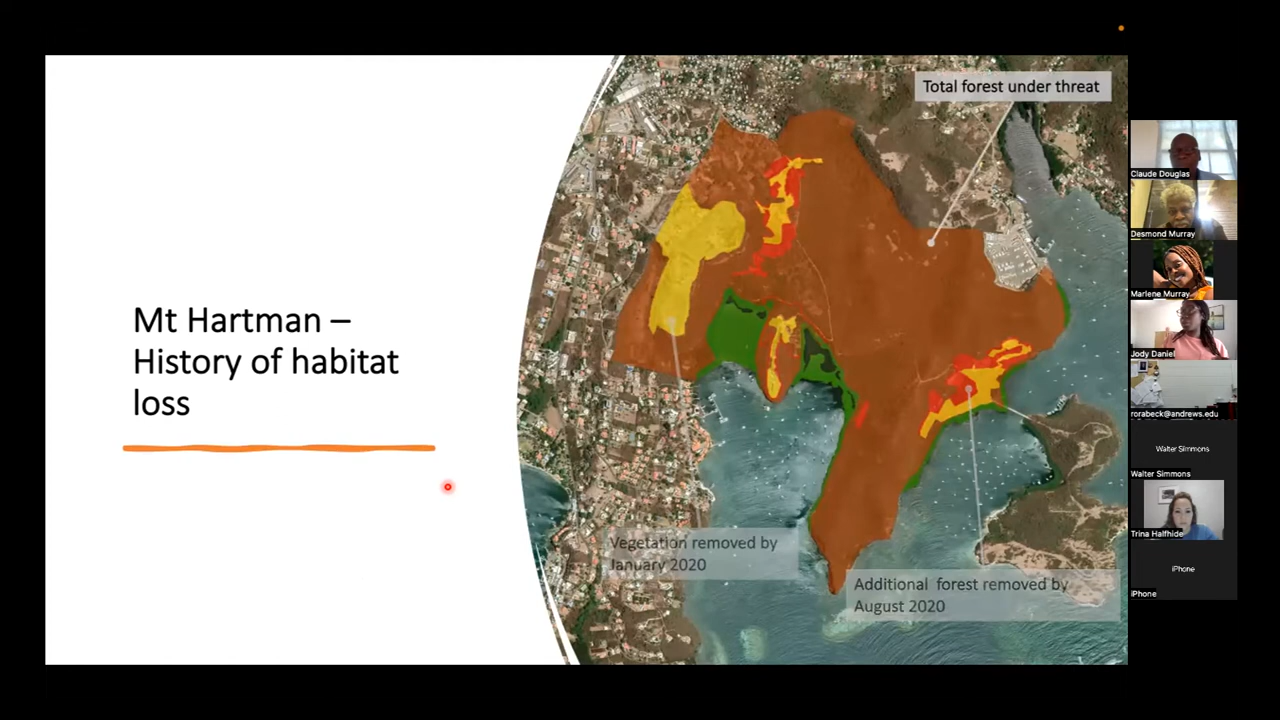 Total forest under threat
Mt Hartman –
History of habitat
loss
Vegetation removed by
January 2020
Additional forest removed by
August 2020
Claude Douglas
Desmond Murray
Marlene Murray
Jody Daniel
rorabeck@andrews.edu
Walter Simmons
Walter Simmons
Trina Halfhide
iPhone
iPhone